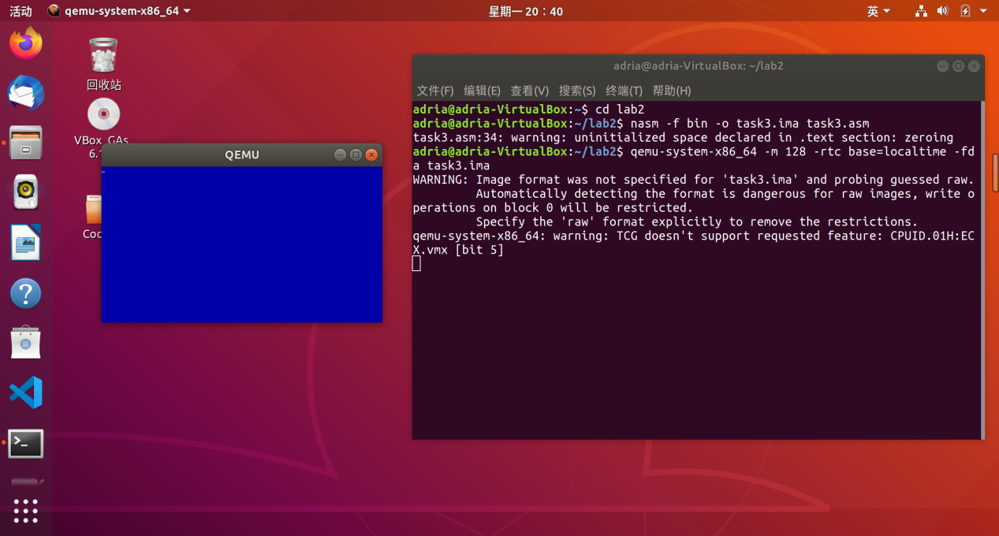 活动 qemu-system-x86_64 星期一 20：40 英
回收站
VBox_GAs
6.
QEMU
adria@adria-VirtualBox: ~/lab2
文件(F) 编辑(E) 查看(V) 搜索(S) 终端(T) 帮助(H)
adria@adria-VirtualBox:~$ cd lab2
adria@adria-VirtualBox:~/lab2$ nasm -f bin -o task3.ima task3.asm
task3.asm:34: warning: uninitialized space declared in .text section: zeroing
adria@adria-VirtualBox:~/lab2$ qemu-system-x86_64 -m 128 -rtc base=localtime -fd
a task3.ima
WARNING: Image format was not specified for 'task3.ima' and probing guessed raw.
Automatically detecting the format is dangerous for raw images, write o
perations on block 0 will be restricted.
Specify the 'raw' format explicitly to remove the restrictions.
qemu-system-x86_64: warning: TCG doesn't support requested feature: CPUID.01H:EC
X.vmx [bit 5]